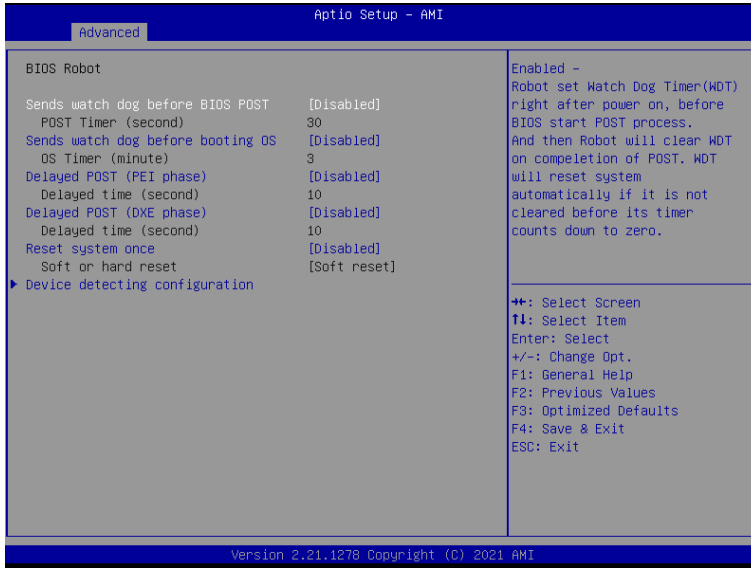 Aptio Setup – AMI
Advanced
BIOS Robot
Sends watch dog before BIOS POST [Disabled]
POST Timer (second) 30
Sends watch dog before booting OS [Disabled]
OS Timer (minute) 3
Delayed POST (PEI phase) [Disabled]
Delayed time (second) 10
Delayed POST (DXE phase) [Disabled]
Delayed time (second) 10
Reset system once [Disabled]
Soft or hard reset [Soft reset]
Device detecting configuration
Enabled –
Robot set Watch Dog Timer(WDT)
right after power on, before
BIOS start POST process.
And then Robot will clear WDT
on compeletion of POST. WDT
will reset system
automatically if it is not
cleared before its timer
counts down to zero.
→←: Select Screen
↑↓: Select Item
Enter: Select
+/-: Change Opt.
F1: General Help
F2: Previous Values
F3: Optimized Defaults
F4: Save & Exit
ESC: Exit
Version 2.21.1278 Copyright (C) 2021 AMI